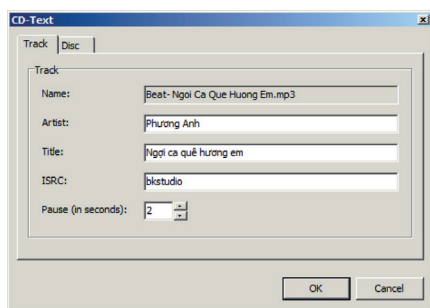 CD-Text
Track Disc
Track
Name: Beat- Ngoi Ca Que Huong Em.mp3
Artist: Phương Anh
Title: Ngợi ca quê hương em
ISRC: bkstudio
Pause (in seconds): 2
OK Cancel